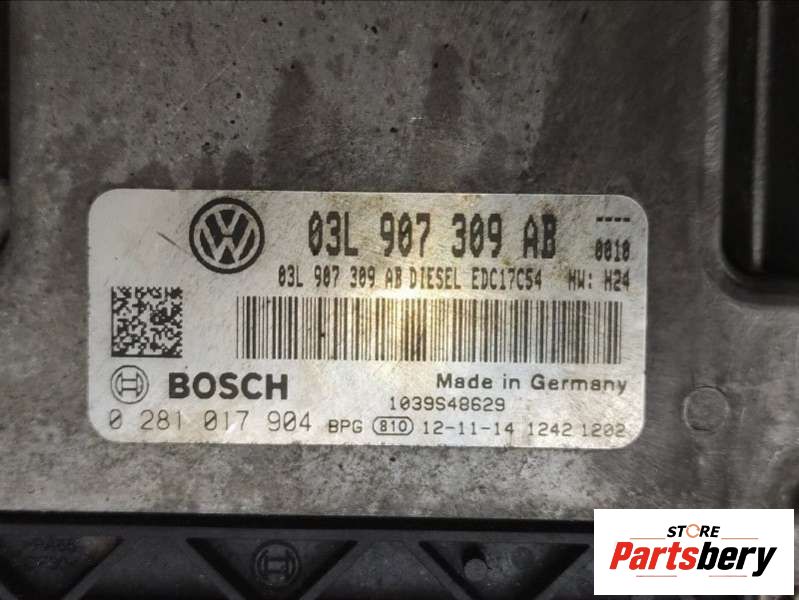 03L 907 309 AB ----
0010
03L 907 309 AB DIESEL EDC17C54 HW: H24
BOSCH Made in Germany
1039S48629
0 281 017 904 BPG 810 12-11-14 1242 1202
STORE
Partsbery